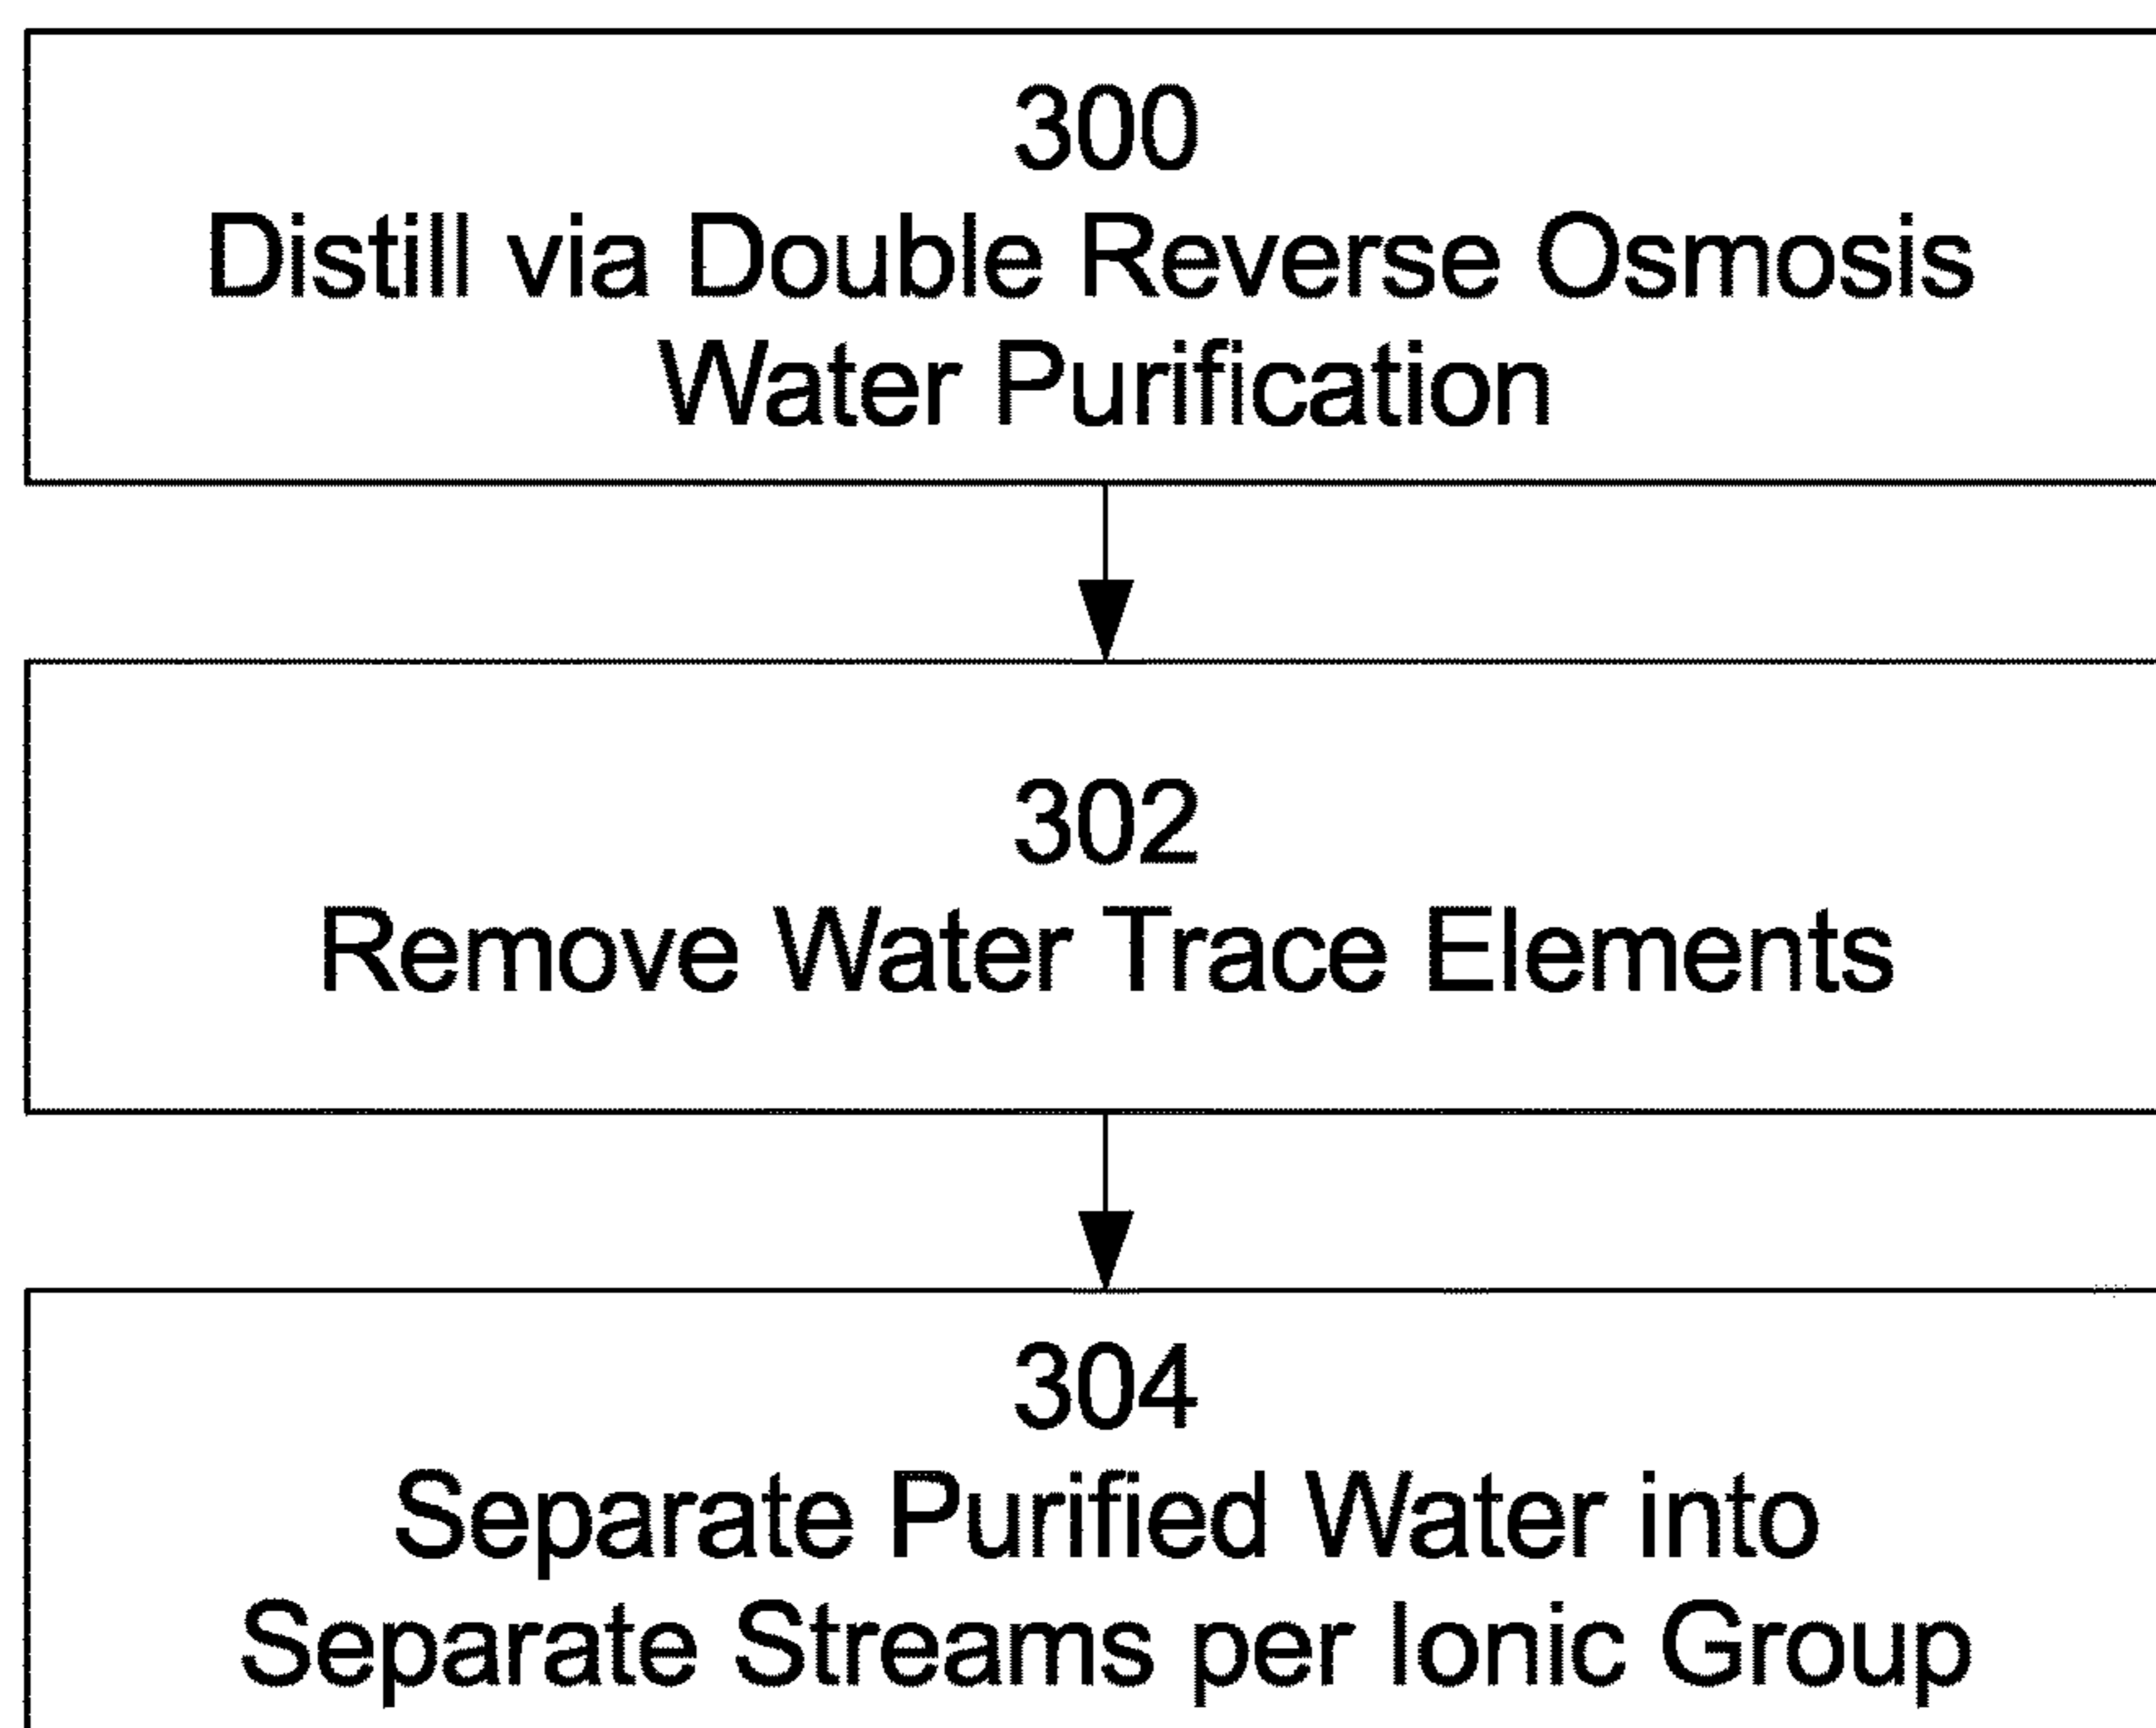 300
Distill via Double Reverse Osmosis
Water Purification
302
Remove Water Trace Elements
304
Separate Purified Water into
Separate Streams per Ionic Group